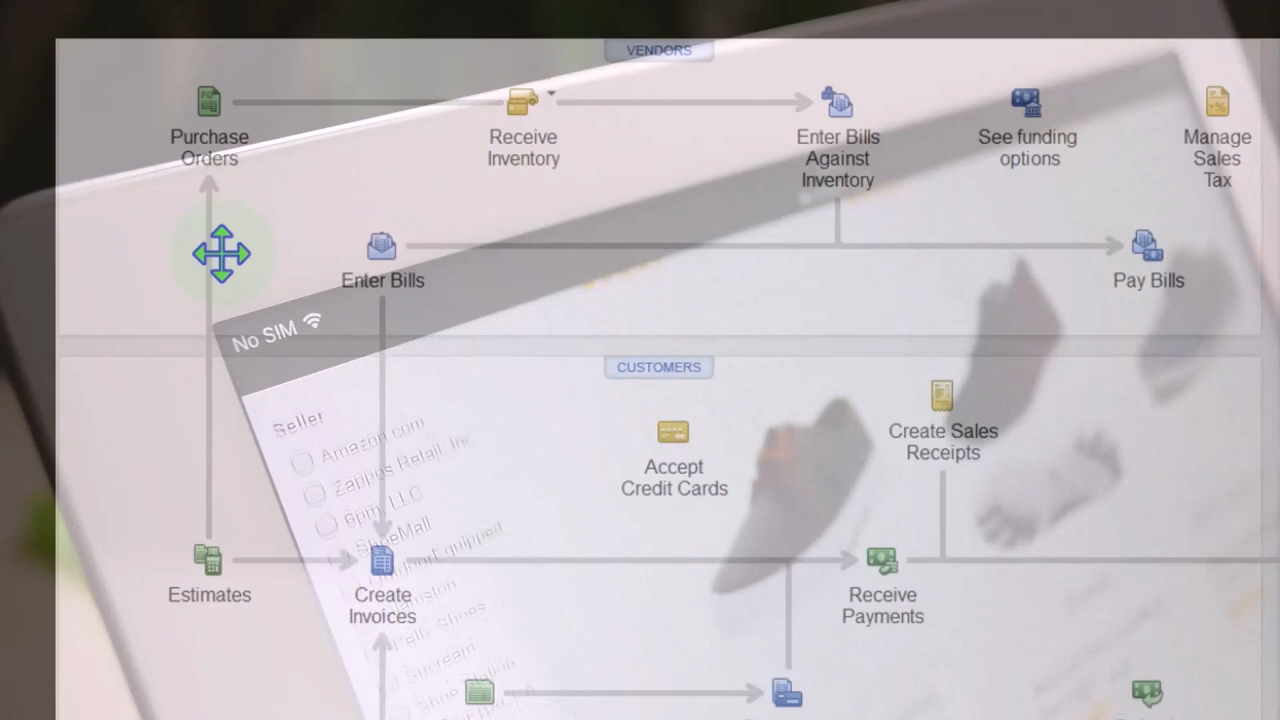 VENDORS
Purchase
Orders
Receive
Inventory
Enter Bills
Against
Inventory
See funding
options
Manage
Sales
Tax
Enter Bills
Pay Bills
No SIM
CUSTOMERS
Seller
Amazon.com
Zappos Retail, Inc
6pm, LLC
ShoeMall
Accept
Credit Cards
Create Sales
Receipts
Estimates
Create
Invoices
Receive
Payments